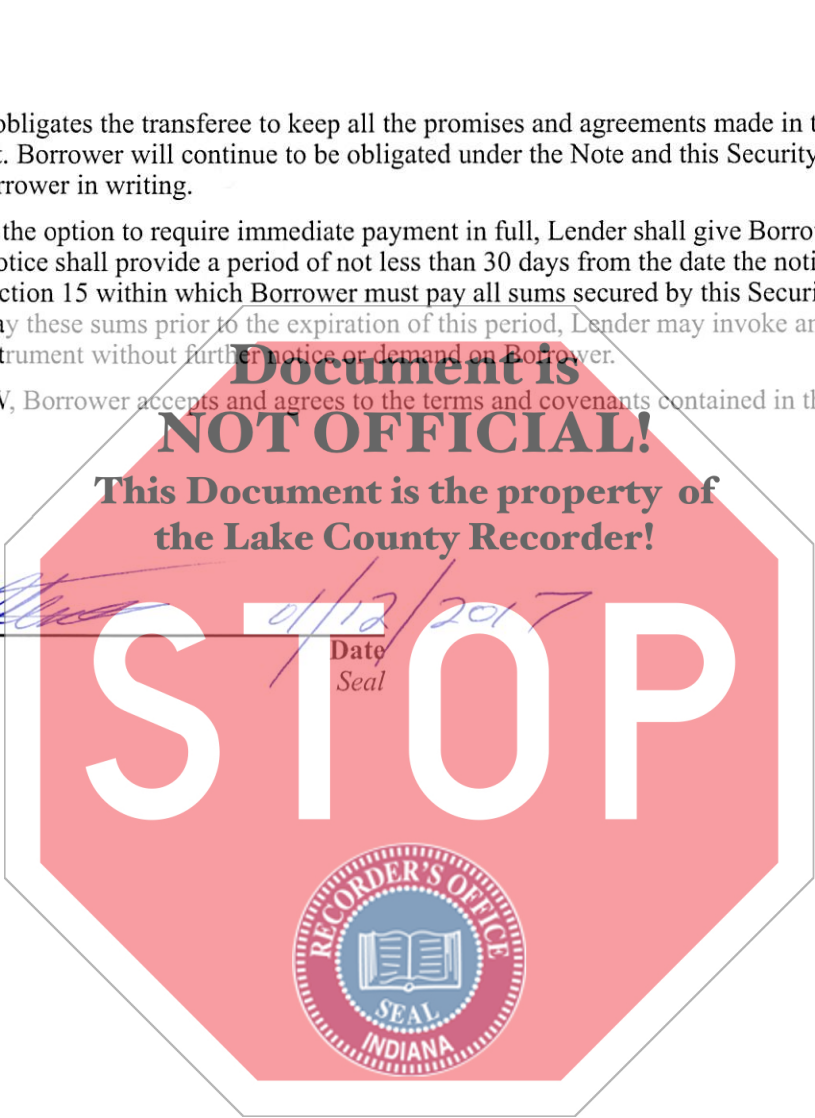 obligates the transferee to keep all the promises and agreements made in t
t. Borrower will continue to be obligated under the Note and this Security
rrower in writing.
the option to require immediate payment in full, Lender shall give Borro
otice shall provide a period of not less than 30 days from the date the noti
ction 15 within which Borrower must pay all sums secured by this Securi
ay these sums prior to the expiration of this period, Lender may invoke an
trument without further notice or demand on Borrower.
, Borrower accepts and agrees to the terms and covenants contained in th
Document is
NOT OFFICIAL!
This Document is the property of
the Lake County Recorder!
01/12/2017
Date
Seal
STOP
RECORDER'S OFFICE
SEAL
INDIANA